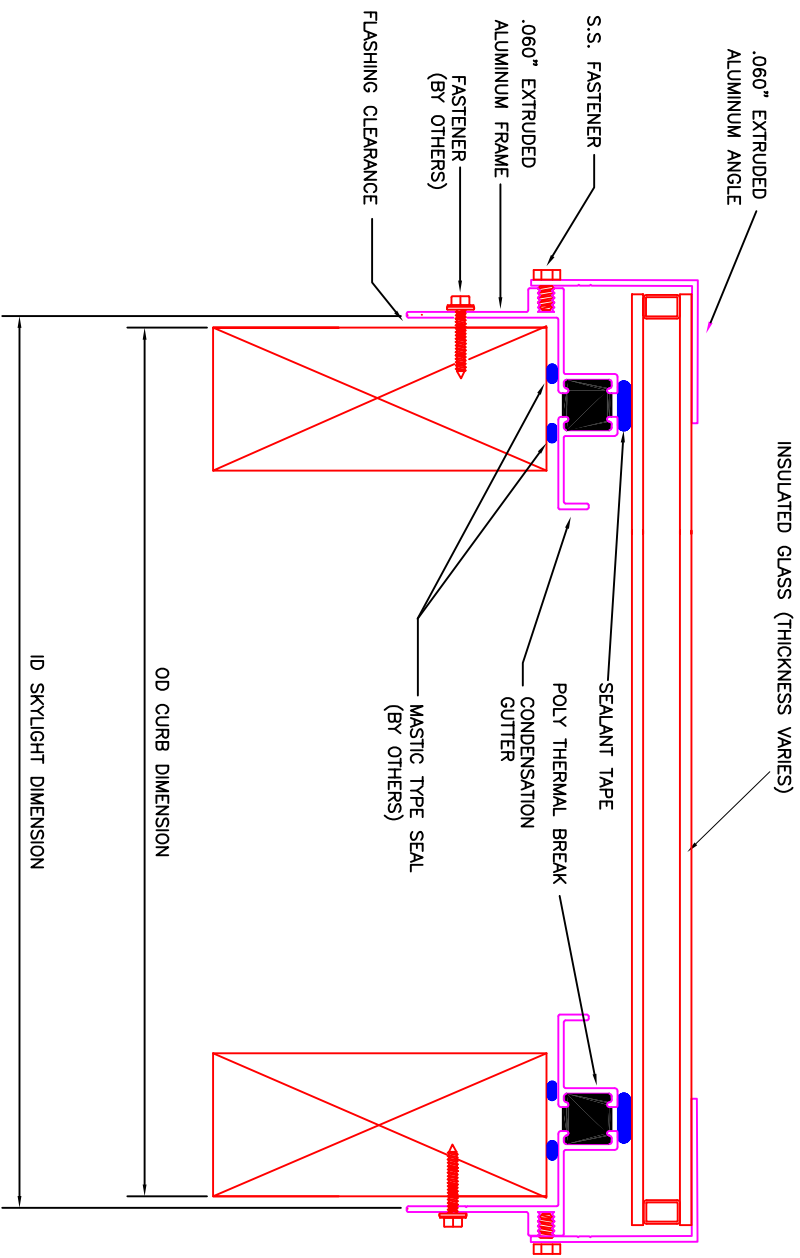 .060” EXTRUDED
ALUMINUM ANGLE
INSULATED GLASS (THICKNESS VARIES)
S.S. FASTENER
SEALANT TAPE
.060” EXTRUDED
ALUMINUM FRAME
POLY THERMAL BREAK
CONDENSATION
GUTTER
FASTENER
(BY OTHERS)
MASTIC TYPE SEAL
(BY OTHERS)
FLASHING CLEARANCE
OD CURB DIMENSION
ID SKYLIGHT DIMENSION